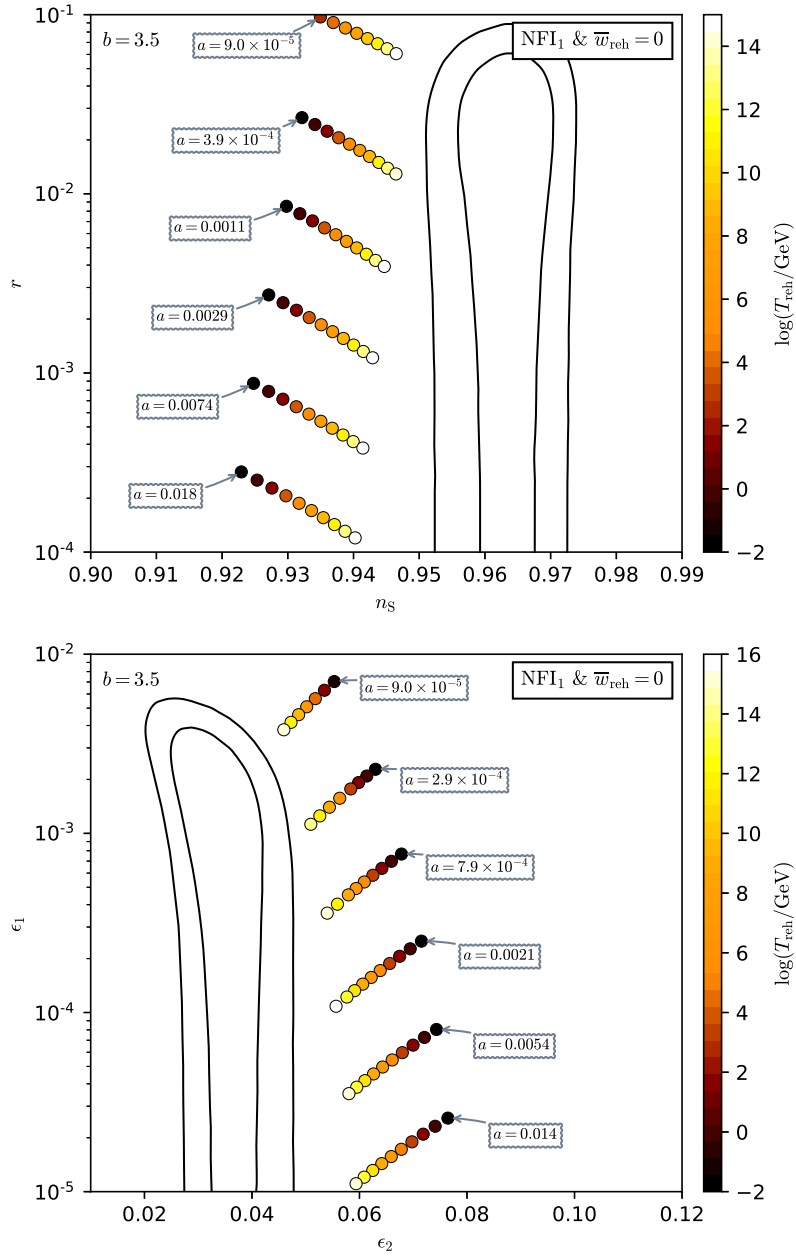 b = 3.5
NFI₁ & w̅_reh = 0
a = 9.0 × 10⁻⁵
a = 3.9 × 10⁻⁴
a = 0.0011
a = 0.0029
a = 0.0074
a = 0.018
10⁻¹
10⁻²
10⁻³
10⁻⁴
r
0.90 0.91 0.92 0.93 0.94 0.95 0.96 0.97 0.98 0.99
n_S
14
12
10
8
6
4
2
0
−2
log(T_reh/GeV)
b = 3.5
NFI₁ & w̅_reh = 0
a = 9.0 × 10⁻⁵
a = 2.9 × 10⁻⁴
a = 7.9 × 10⁻⁴
a = 0.0021
a = 0.0054
a = 0.014
10⁻²
10⁻³
10⁻⁴
10⁻⁵
ϵ₁
0.02 0.04 0.06 0.08 0.10 0.12
ϵ₂
16
14
12
10
8
6
4
2
0
−2
log(T_reh/GeV)